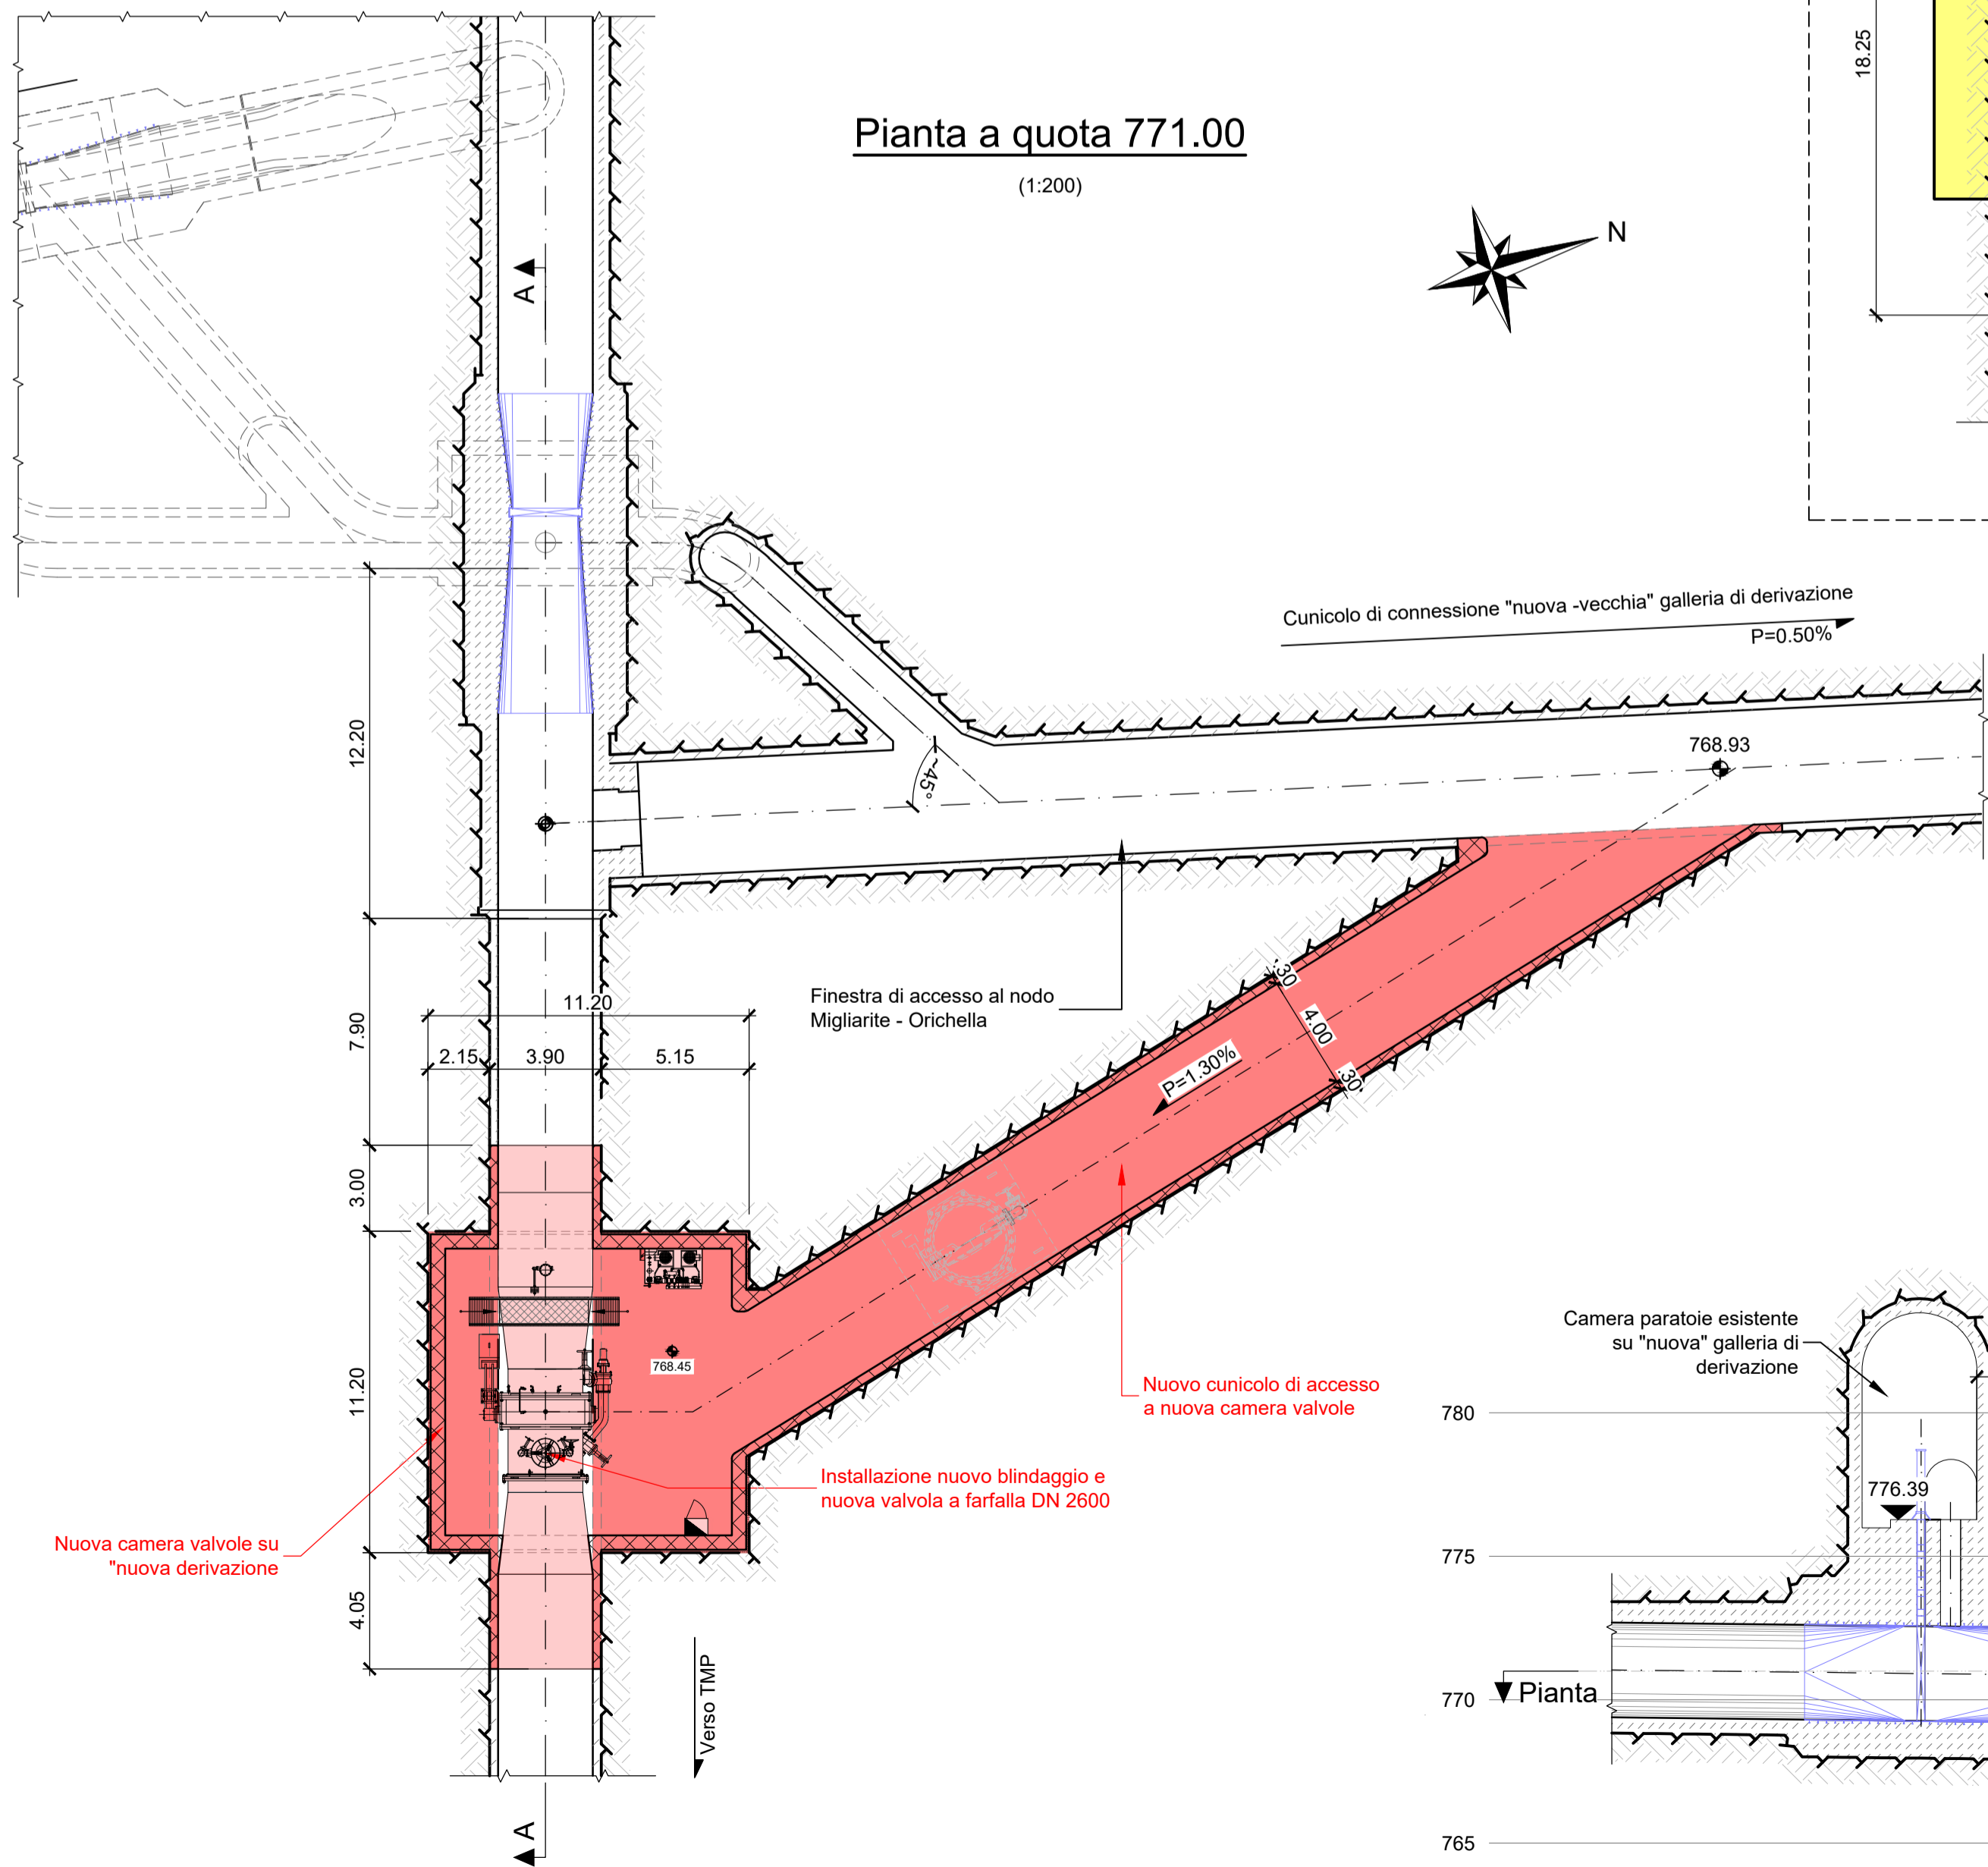 Pianta a quota 771.00
(1:200)
N
18.25
A
Cunicolo di connessione "nuova -vecchia" galleria di derivazione
P=0.50%
768.93
~45°
12.20
Finestra di accesso al nodo
Migliarite - Orichella
11.20
2.15
3.90
5.15
7.90
.30
4.00
.30
P=1.30%
3.00
768.45
11.20
Nuovo cunicolo di accesso
a nuova camera valvole
Installazione nuovo blindaggio e
nuova valvola a farfalla DN 2600
Nuova camera valvole su
"nuova derivazione
4.05
Verso TMP
A
Camera paratoie esistente
su "nuova" galleria di
derivazione
780
776.39
775
770
Pianta
765